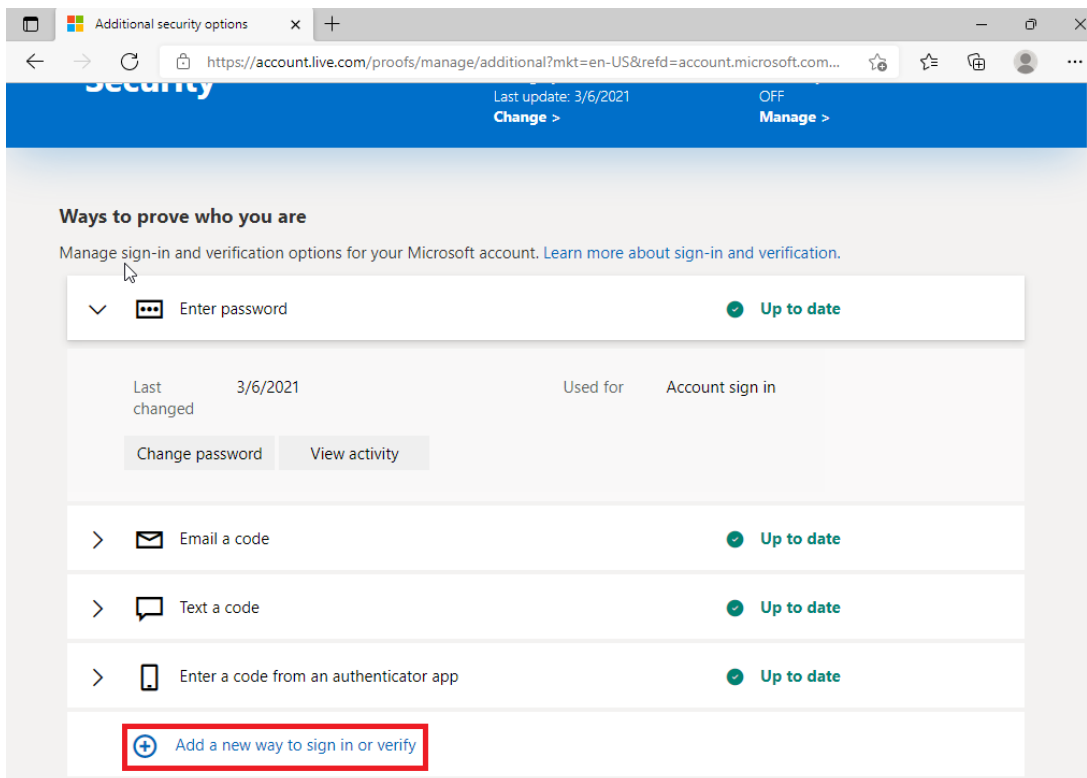 Additional security options
https://account.live.com/proofs/manage/additional?mkt=en-US&refd=account.microsoft.com...
Security
Last update: 3/6/2021
OFF
Change >
Manage >
Ways to prove who you are
Manage sign-in and verification options for your Microsoft account. Learn more about sign-in and verification.
Enter password
Up to date
Last changed
3/6/2021
Used for
Account sign in
Change password
View activity
Email a code
Up to date
Text a code
Up to date
Enter a code from an authenticator app
Up to date
Add a new way to sign in or verify